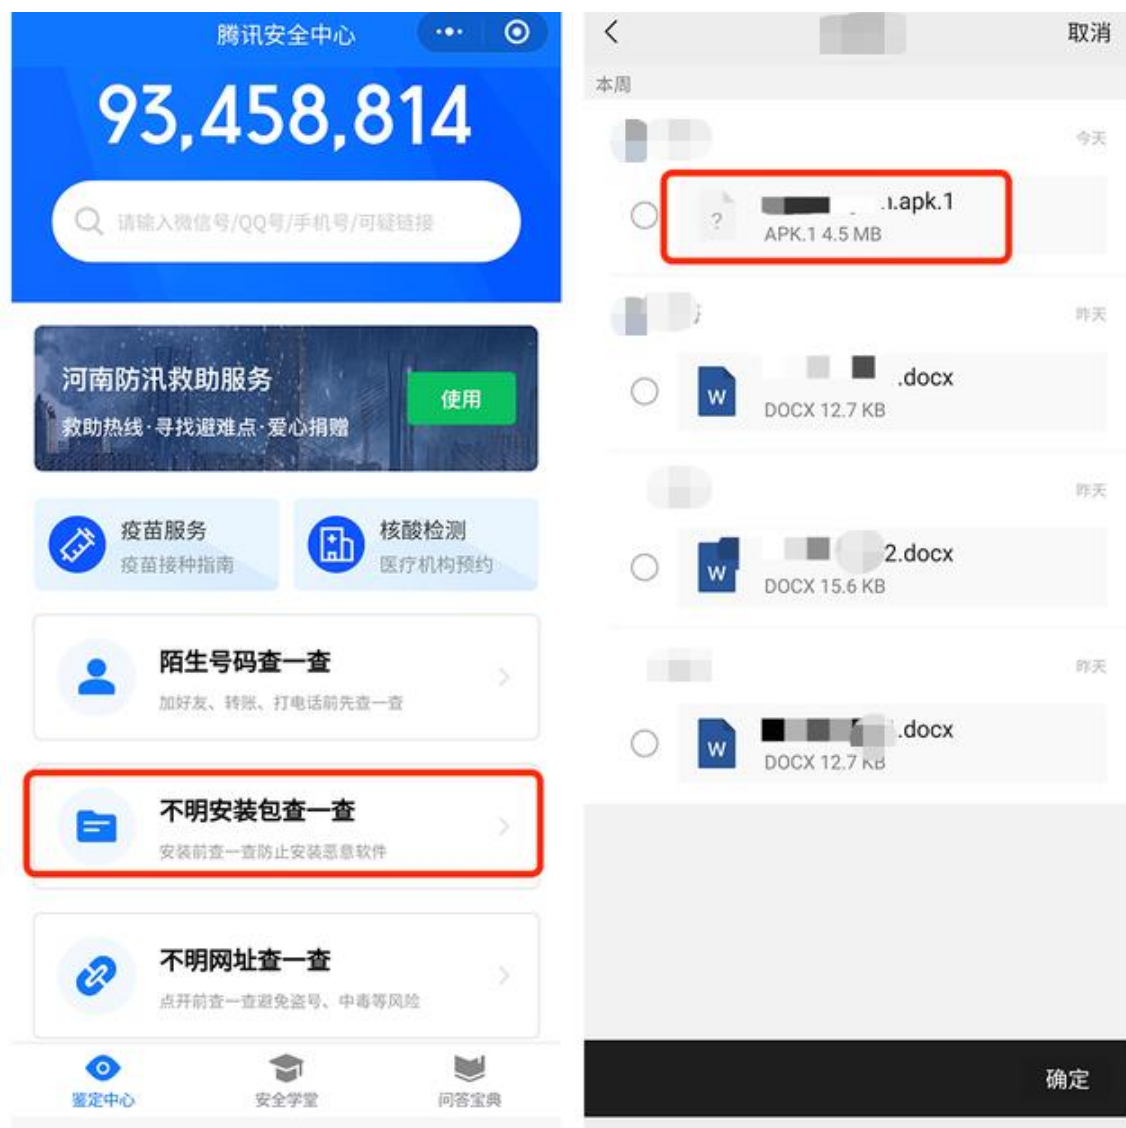 腾讯安全中心
93,458,814
请输入微信号/QQ号/手机号/可疑链接
河南防汛救助服务
救助热线·寻找避难点·爱心捐赠
使用
疫苗服务
疫苗接种指南
核酸检测
医疗机构预约
陌生号码查一查
加好友、转账、打电话前先查一查
不明安装包查一查
安装前查一查防止安装恶意软件
不明网址查一查
点开前查一查避免盗号、中毒等风险
鉴定中心
安全学堂
问答宝典
取消
本周
今天
.apk.1
APK.1 4.5 MB
昨天
.docx
DOCX 12.7 KB
昨天
2.docx
DOCX 15.6 KB
昨天
.docx
DOCX 12.7 KB
确定